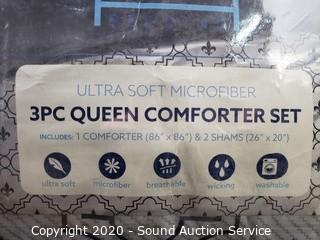 ULTRA SOFT MICROFIBER
3PC QUEEN COMFORTER SET
INCLUDES: 1 COMFORTER (86" x 86") & 2 SHAMS (26" x 20")
ultra soft microfiber breathable wicking washable
Copyright 2020 - Sound Auction Service